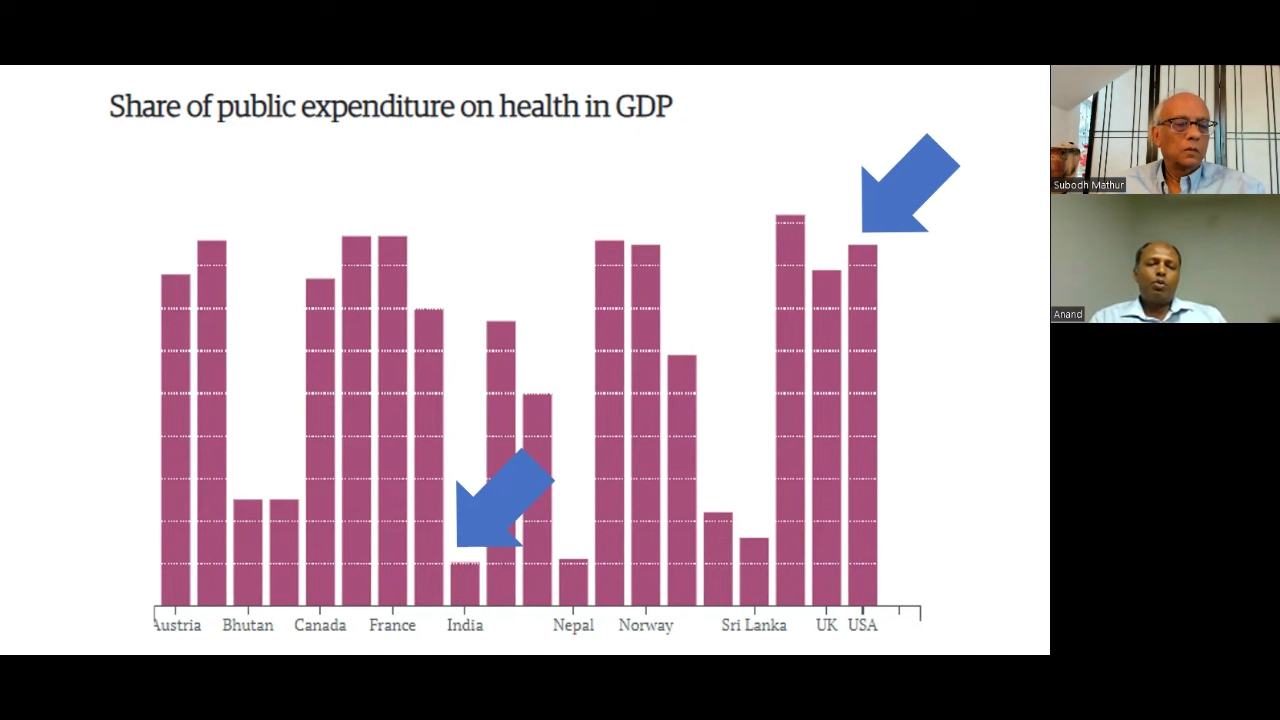 Share of public expenditure on health in GDP
Subodh Mathur
Anand
Austria Bhutan Canada France India Nepal Norway Sri Lanka UK USA